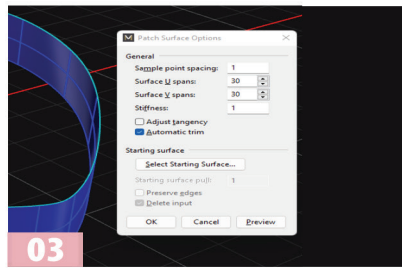 Patch Surface Options
General
Sample point spacing: 1
Surface U spans: 30
Surface V spans: 30
Stiffness: 1
Adjust tangency
Automatic trim
Starting surface
Select Starting Surface...
Starting surface pull: 1
Preserve edges
Delete input
OK Cancel Preview
03